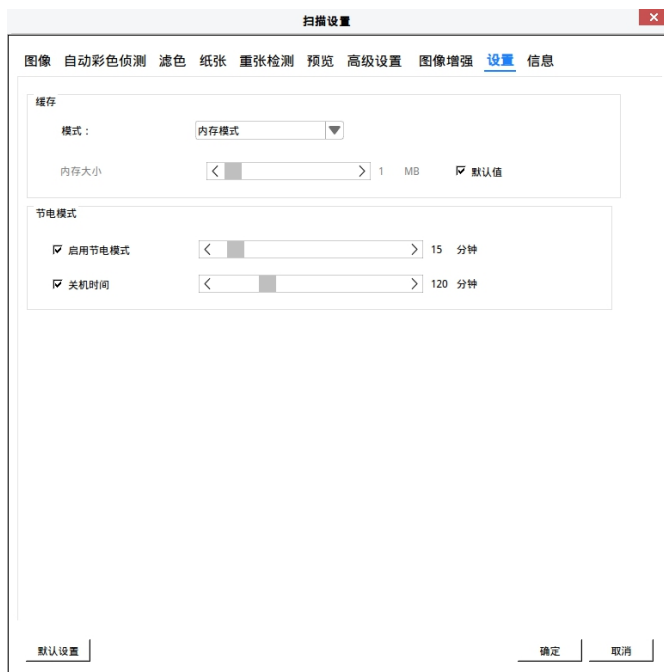 扫描设置
图像 自动彩色侦测 滤色 纸张 重张检测 预览 高级设置 图像增强 设置 信息
缓存
模式： 内存模式
内存大小 1 MB 默认值
节电模式
启用节电模式 15 分钟
关机时间 120 分钟
默认设置 确定 取消